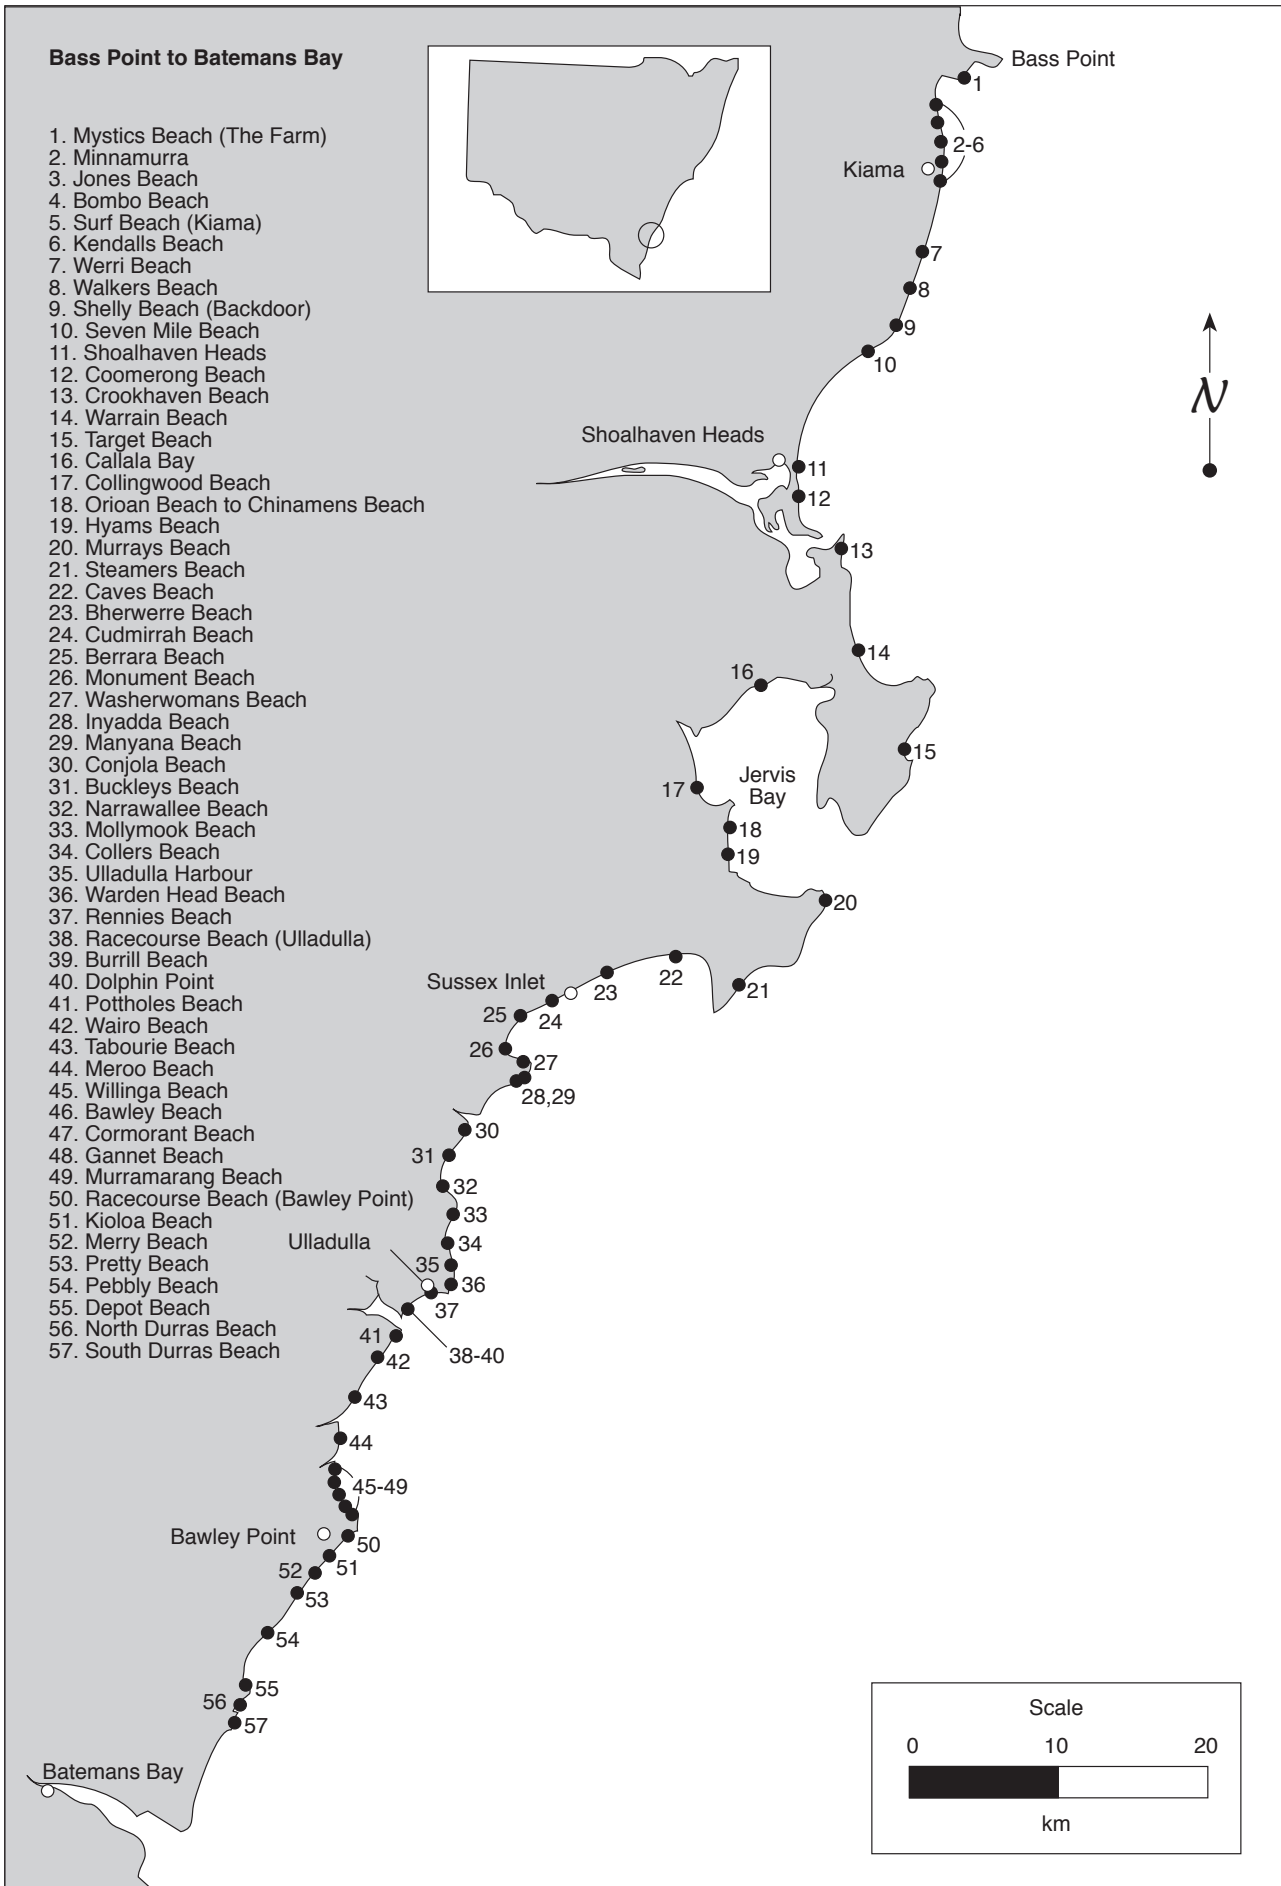 Bass Point to Batemans Bay
1. Mystics Beach (The Farm)
2. Minnamurra
3. Jones Beach
4. Bombo Beach
5. Surf Beach (Kiama)
6. Kendalls Beach
7. Werri Beach
8. Walkers Beach
9. Shelly Beach (Backdoor)
10. Seven Mile Beach
11. Shoalhaven Heads
12. Coomerong Beach
13. Crookhaven Beach
14. Warrain Beach
15. Target Beach
16. Callala Bay
17. Collingwood Beach
18. Orioan Beach to Chinamens Beach
19. Hyams Beach
20. Murrays Beach
21. Steamers Beach
22. Caves Beach
23. Bherwerre Beach
24. Cudmirrah Beach
25. Berrara Beach
26. Monument Beach
27. Washerwomans Beach
28. Inyadda Beach
29. Manyana Beach
30. Conjola Beach
31. Buckleys Beach
32. Narrawallee Beach
33. Mollymook Beach
34. Collers Beach
35. Ulladulla Harbour
36. Warden Head Beach
37. Rennies Beach
38. Racecourse Beach (Ulladulla)
39. Burrill Beach
40. Dolphin Point
41. Pottholes Beach
42. Wairo Beach
43. Tabourie Beach
44. Meroo Beach
45. Willinga Beach
46. Bawley Beach
47. Cormorant Beach
48. Gannet Beach
49. Murramarang Beach
50. Racecourse Beach (Bawley Point)
51. Kioloa Beach
52. Merry Beach
53. Pretty Beach
54. Pebbly Beach
55. Depot Beach
56. North Durras Beach
57. South Durras Beach
Bass Point
1
2-6
Kiama
7
8
9
10
N
Shoalhaven Heads
11
12
13
14
16
15
Jervis
Bay
17
18
19
20
22
21
Sussex Inlet
23
24
25
26
27
28,29
30
31
32
33
Ulladulla
34
35
36
37
38-40
41
42
43
44
45-49
Bawley Point
50
51
52
53
54
55
56
57
Batemans Bay
Scale
0
10
20
km